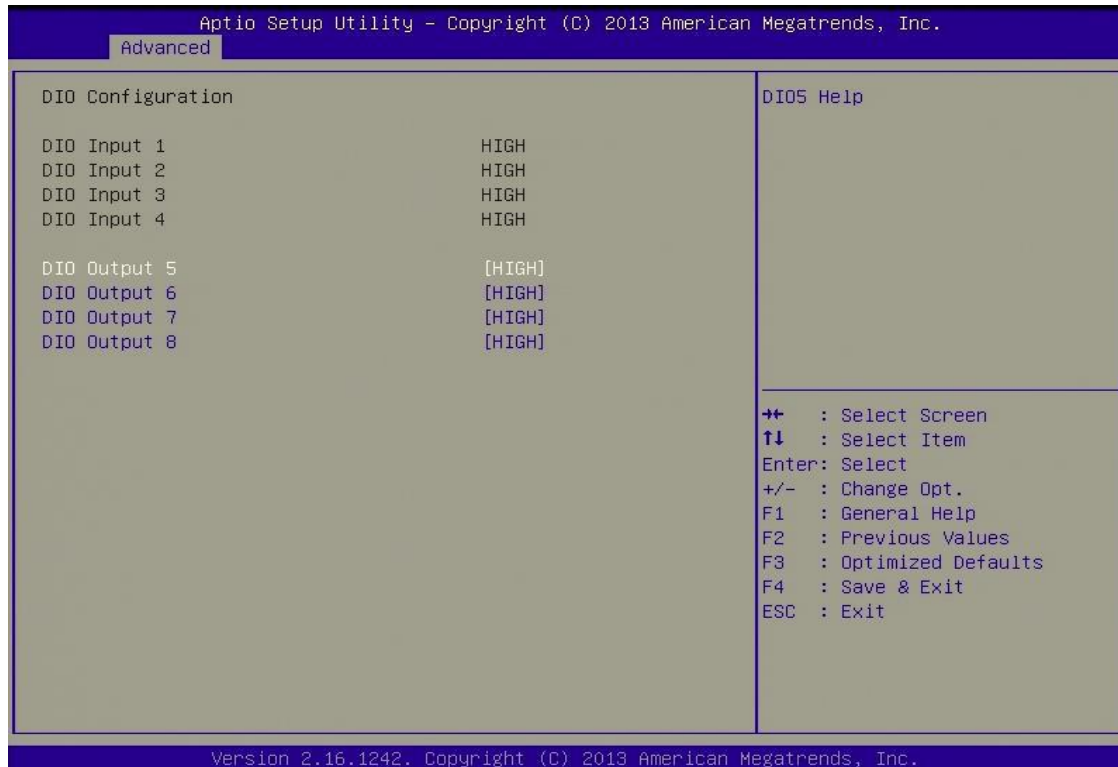 Aptio Setup Utility – Copyright (C) 2013 American Megatrends, Inc.
Advanced
DIO Configuration
DIO Input 1 HIGH
DIO Input 2 HIGH
DIO Input 3 HIGH
DIO Input 4 HIGH
DIO Output 5 [HIGH]
DIO Output 6 [HIGH]
DIO Output 7 [HIGH]
DIO Output 8 [HIGH]
DIO5 Help
→← : Select Screen
↑↓ : Select Item
Enter: Select
+/- : Change Opt.
F1 : General Help
F2 : Previous Values
F3 : Optimized Defaults
F4 : Save & Exit
ESC : Exit
Version 2.16.1242. Copyright (C) 2013 American Megatrends, Inc.